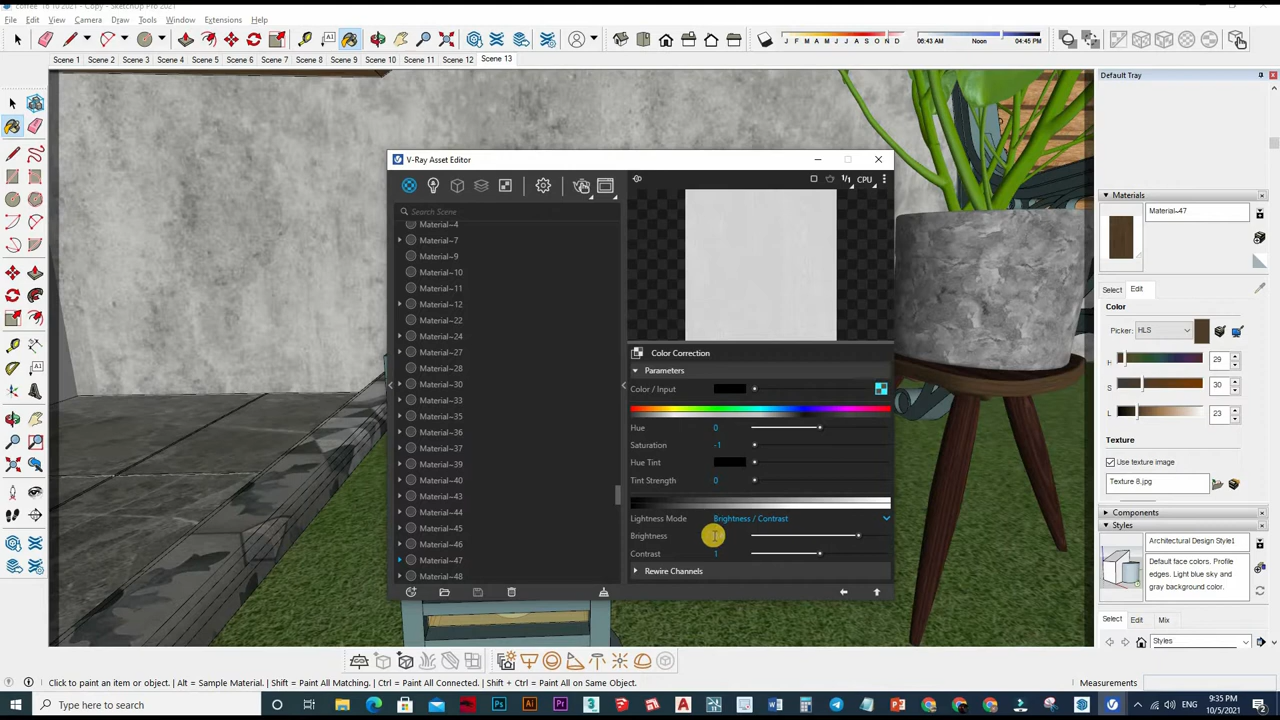 coffee 16 10 2021 - Copy - SketchUp Pro 2021
File Edit View Camera Draw Tools Window Extensions Help
J F M A M J J A S O N D
06:43 AM Noon 04:45 PM
Scene 1 Scene 2 Scene 3 Scene 4 Scene 5 Scene 6 Scene 7 Scene 8 Scene 9 Scene 10 Scene 11 Scene 12 Scene 13
Default Tray
V-Ray Asset Editor
1/1 CPU
Search Scene
Material~4
Material~7
Material~9
Material~10
Material~11
Material~12
Material~22
Material~24
Material~27
Material~28
Material~30
Material~33
Material~35
Material~36
Material~37
Material~39
Material~40
Material~43
Material~44
Material~45
Material~46
Material~47
Material~48
Color Correction
Parameters
Color / Input
Hue 0
Saturation -1
Hue Tint
Tint Strength 0
Lightness Mode Brightness / Contrast
Brightness
Contrast 1
Rewire Channels
Materials
Material~47
Select Edit
Color
Picker: HLS
H 29
S 30
L 23
Texture
Use texture image
Texture 8.jpg
Components
Styles
Architectural Design Style1
Default face colors.
Profile edges. Light blue sky and gray background color.
Select Edit Mix
Styles
Click to paint an item or object. | Alt = Sample Material. | Shift = Paint All Matching. | Ctrl = Paint All Connected. | Shift + Ctrl = Paint All on Same Object.
Measurements
Type here to search
9:35 PM
10/5/2021